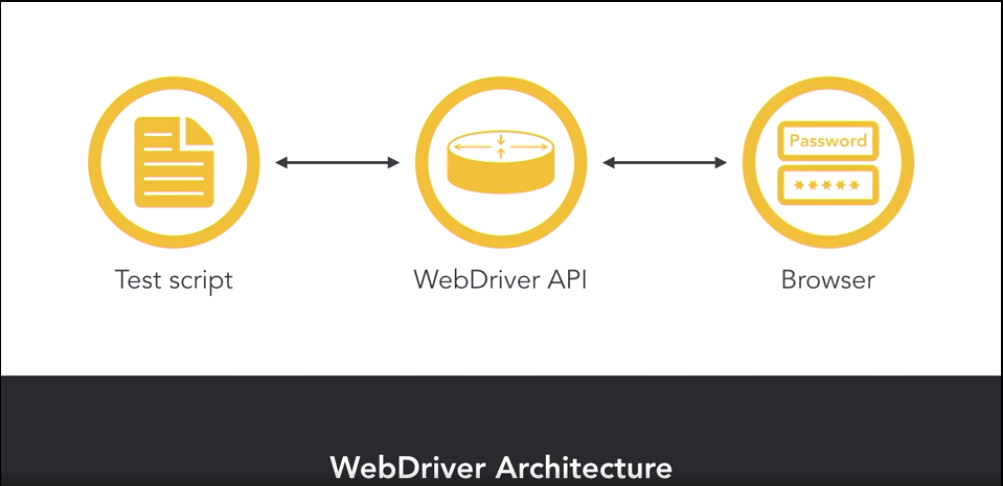 Password
*****
Test script
WebDriver API
Browser
WebDriver Architecture